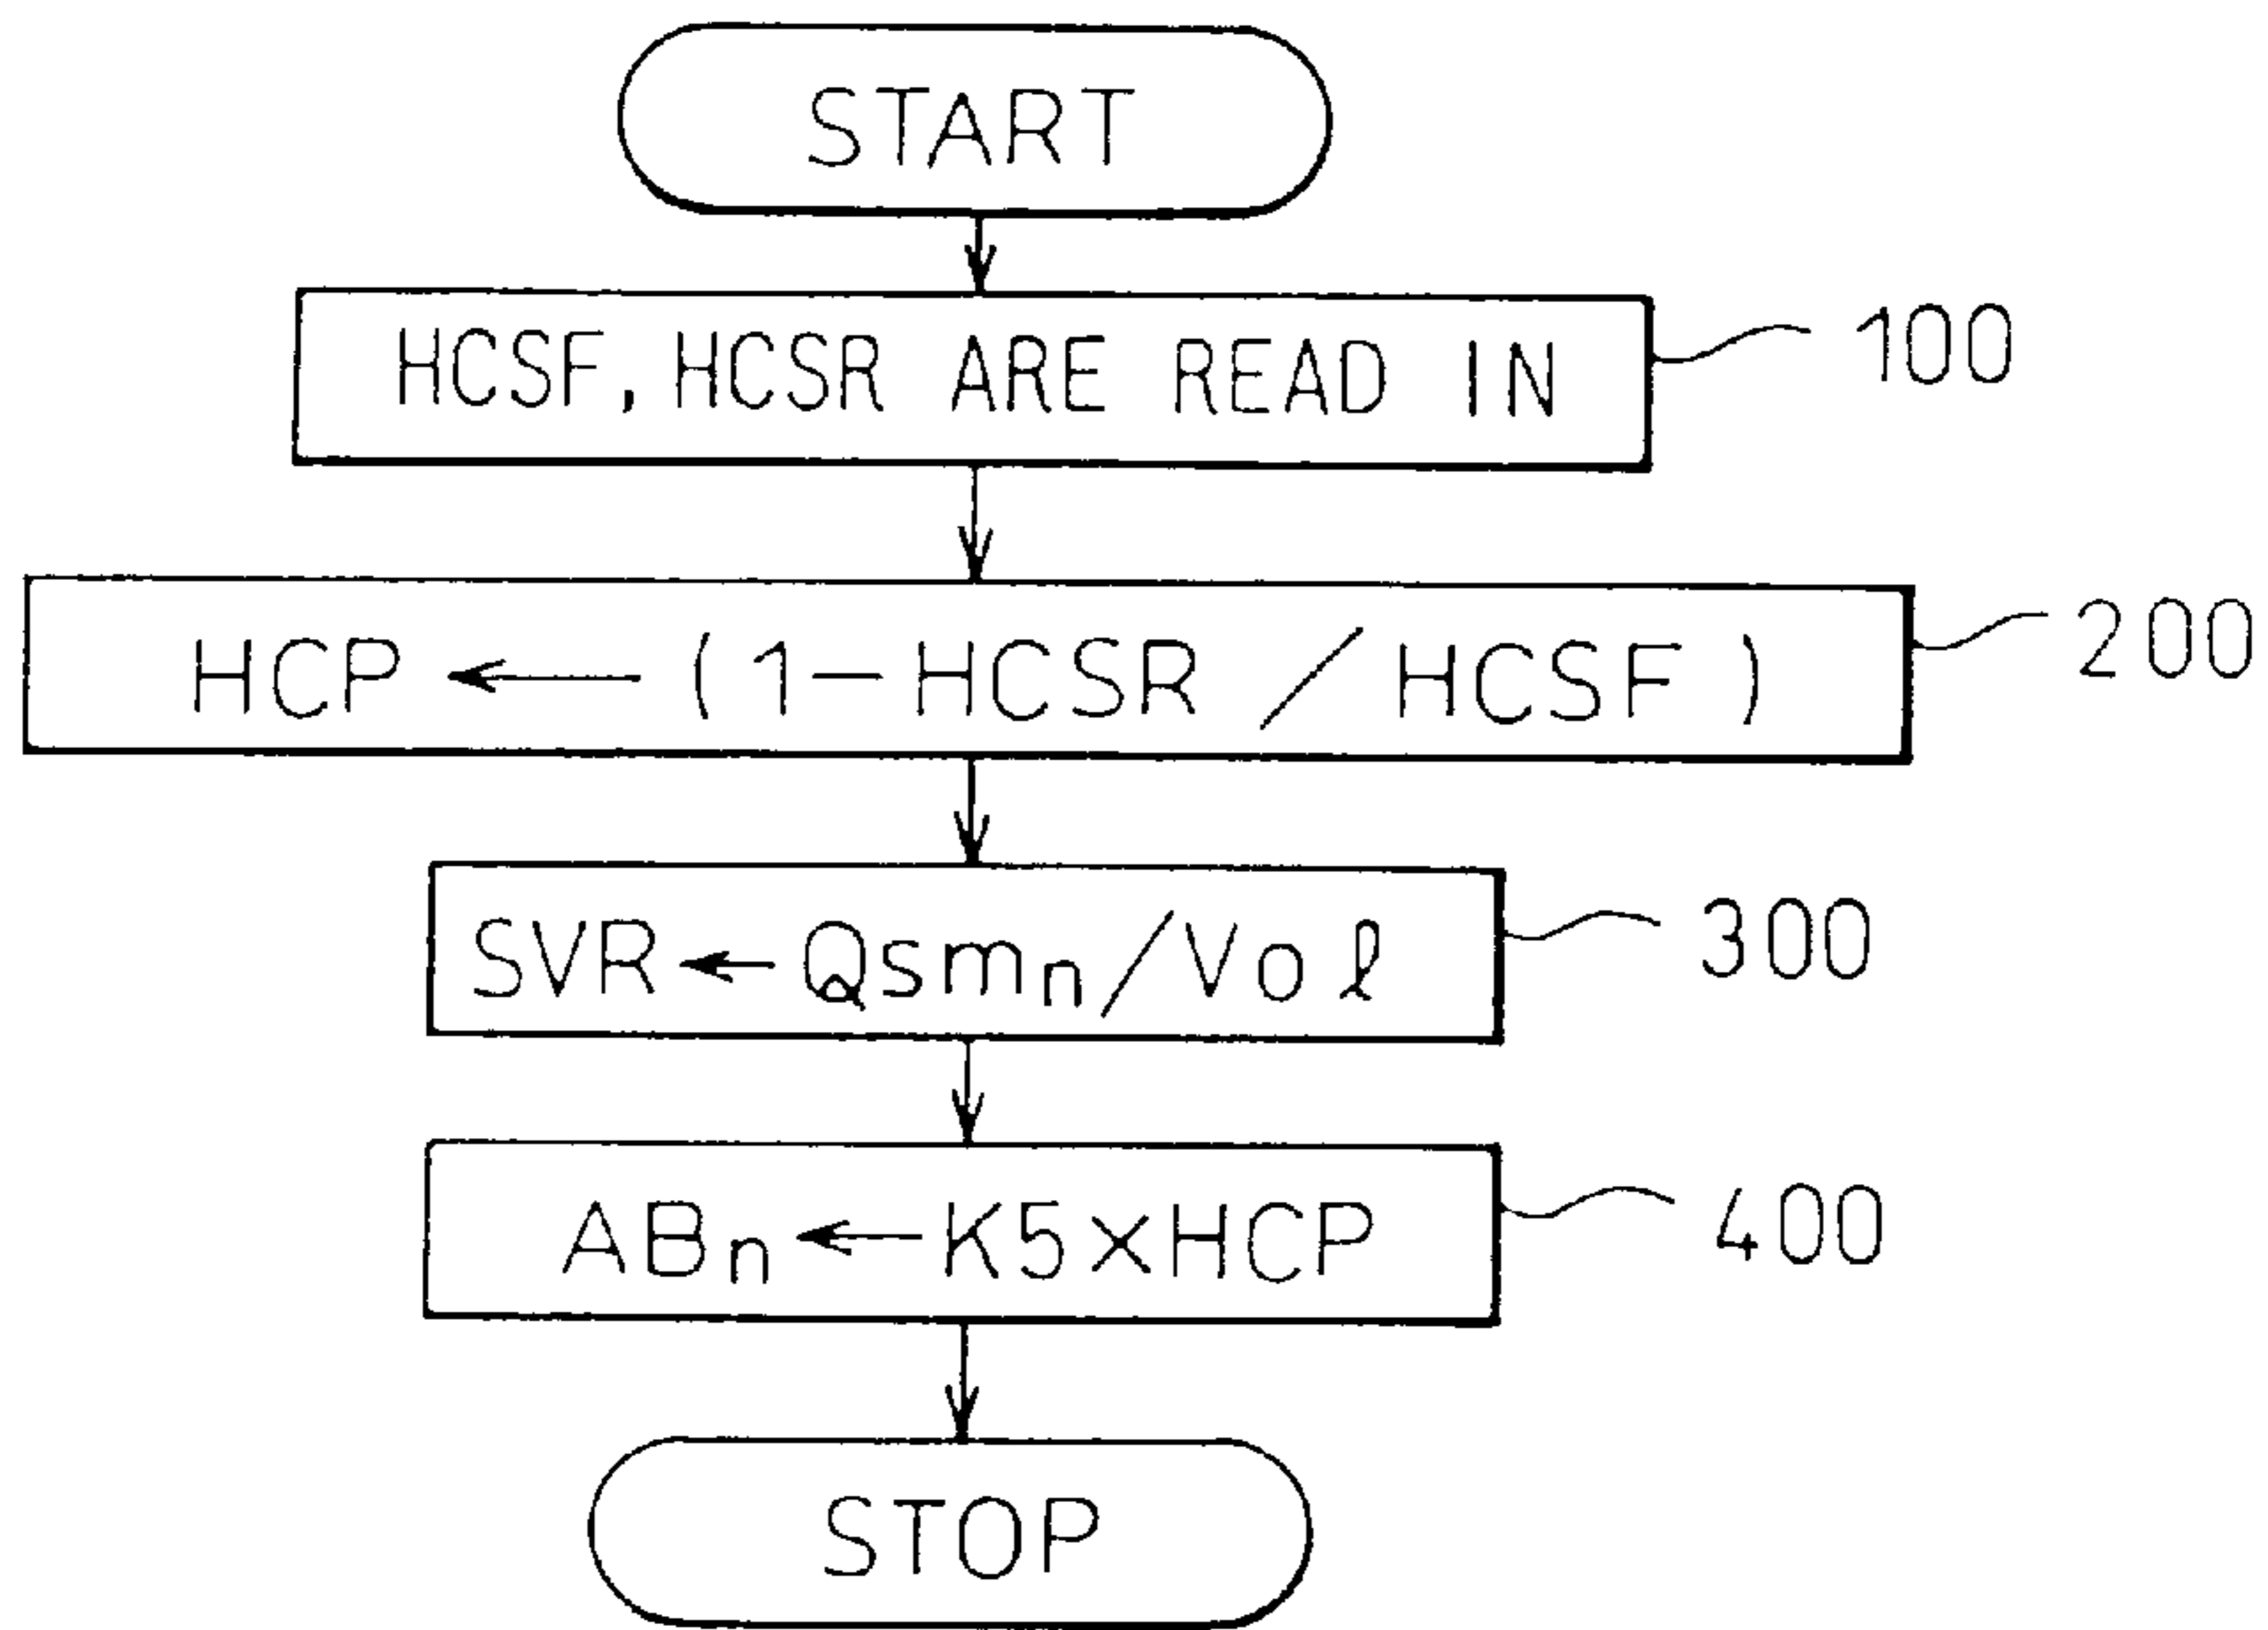 START
HCSF, HCSR ARE READ IN 100
HCP ← (1-HCSR / HCSF) 200
SVR ← Qsmn/Vol 300
ABn ← K5×HCP 400
STOP